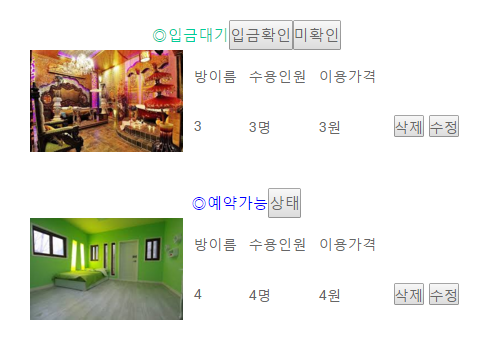 ◎입금대기 입금확인 미확인
방이름 수용인원 이용가격
3 3명 3원 삭제 수정
◎예약가능 상태
방이름 수용인원 이용가격
4 4명 4원 삭제 수정